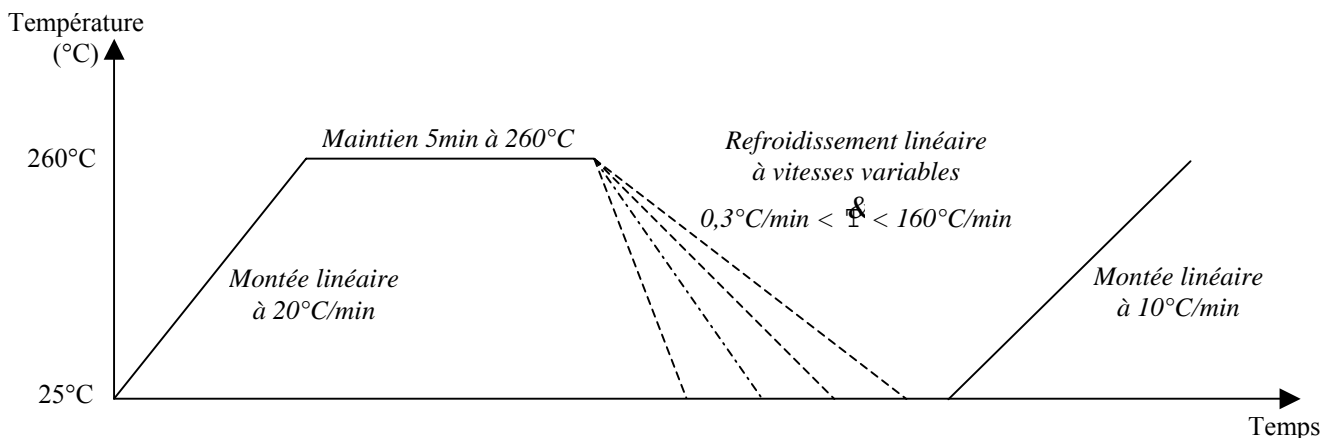 Température
(°C)
260°C
25°C
Maintien 5min à 260°C
Montée linéaire
à 20°C/min
Refroidissement linéaire
à vitesses variables
0,3°C/min < < 160°C/min
Montée linéaire
à 10°C/min
Temps